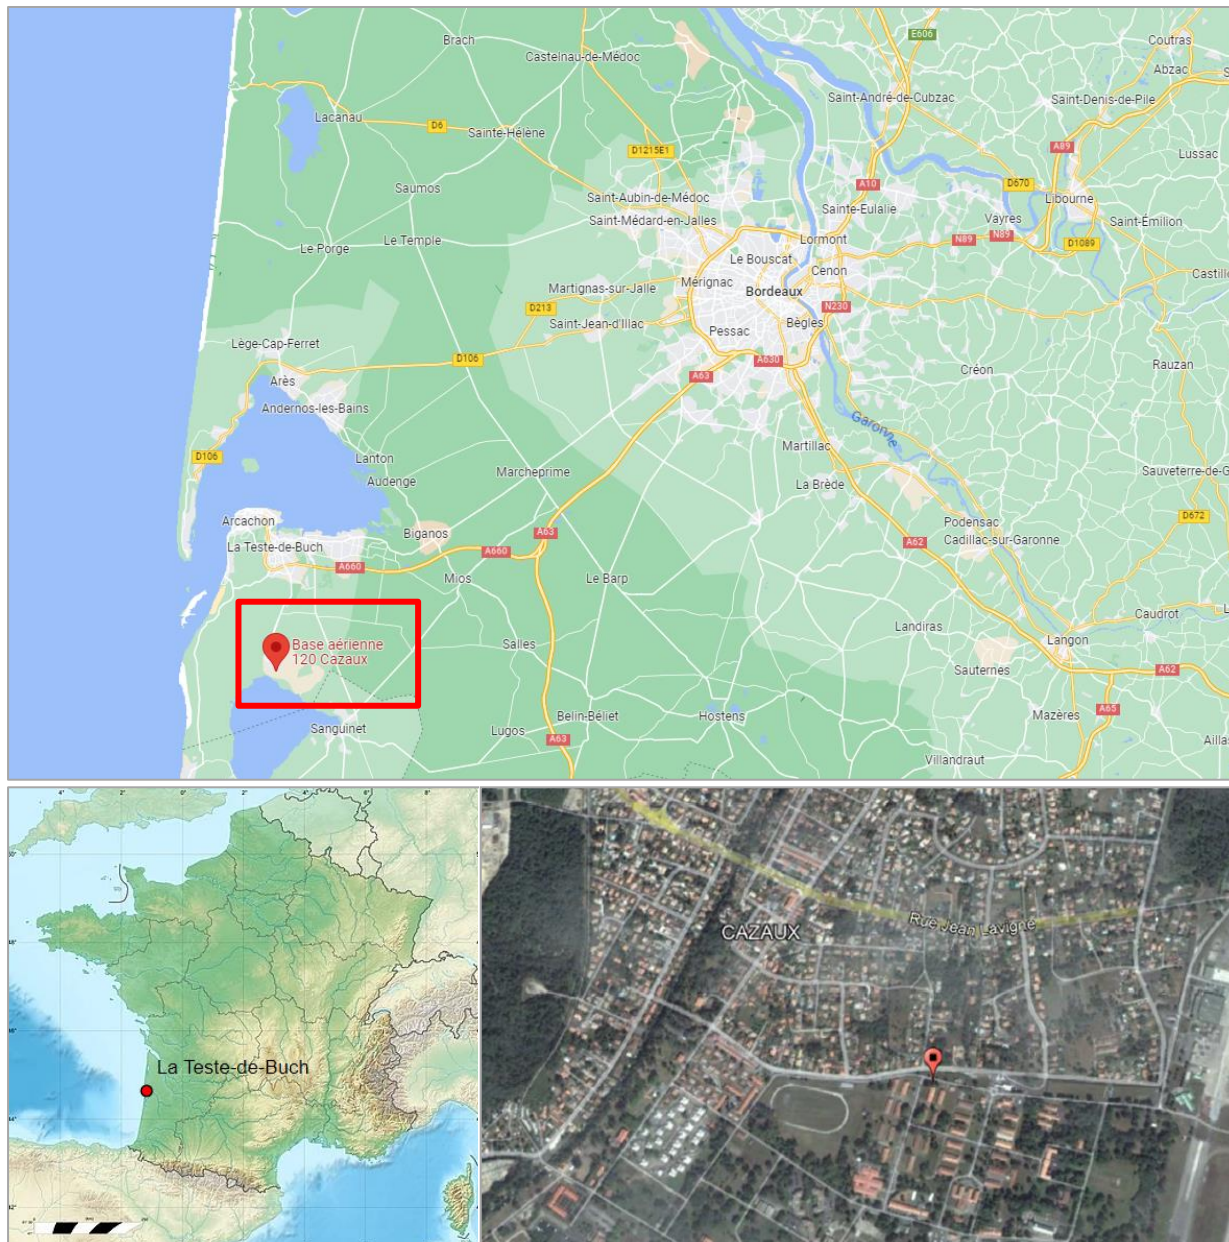 E606
Brach
Coutras
Castelnau-de-Médoc
Abzac
Saint-André-de-Cubzac
Saint-Denis-de-Pile
Lacanau
D6
Sainte-Hélène
A89
D1215E1
Lussac
Saumos
Saint-Aubin-de-Médoc
A10
D670
Libourne
Sainte-Eulalie
Saint-Médard-en-Jalles
Vayres
Saint-Émilion
Le Porge
Le Temple
Lormont
N89
N89
D1089
Le Bouscat
Cenon
Castillo
Martignas-sur-Jalle
Mérignac
Bordeaux
D213
N230
Saint-Jean-d'Illac
Pessac
Bègles
Lège-Cap-Ferret
D106
A630
Rauzan
Arès
A63
Créon
Andernos-les-Bains
Garonne
D106
Lanton
Martillac
Marcheprime
Sauveterre-de-G
Audenge
La Brède
Arcachon
Podensac
D672
Biganos
A63
Cadillac-sur-Garonne
La Teste-de-Buch
A660
A62
A660
Mios
Le Barp
Caudrot
Landiras
Base aérienne
120 Cazaux
Salles
Langon
Sauternes
A62
Sanguinet
Lugos
Belin-Béliet
Hostens
Mazères
A65
A63
Aillas
Villandraut
La Teste-de-Buch
CAZAUX
Rue Jean Lavigne